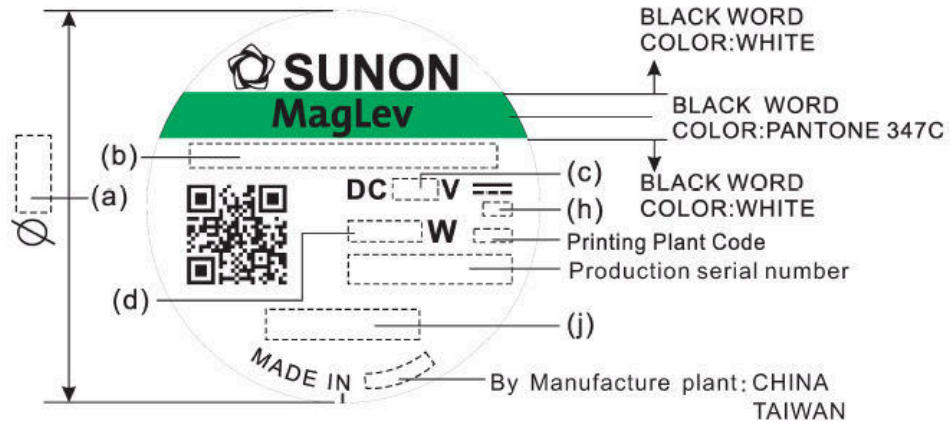 BLACK WORD
COLOR:WHITE
SUNON
MagLev
BLACK WORD
COLOR:PANTONE 347C
(b)
(c)
(a)
DC V
BLACK WORD
COLOR:WHITE
(h)
Ø
W
Printing Plant Code
Production serial number
(d)
(j)
MADE IN
By Manufacture plant: CHINA
TAIWAN